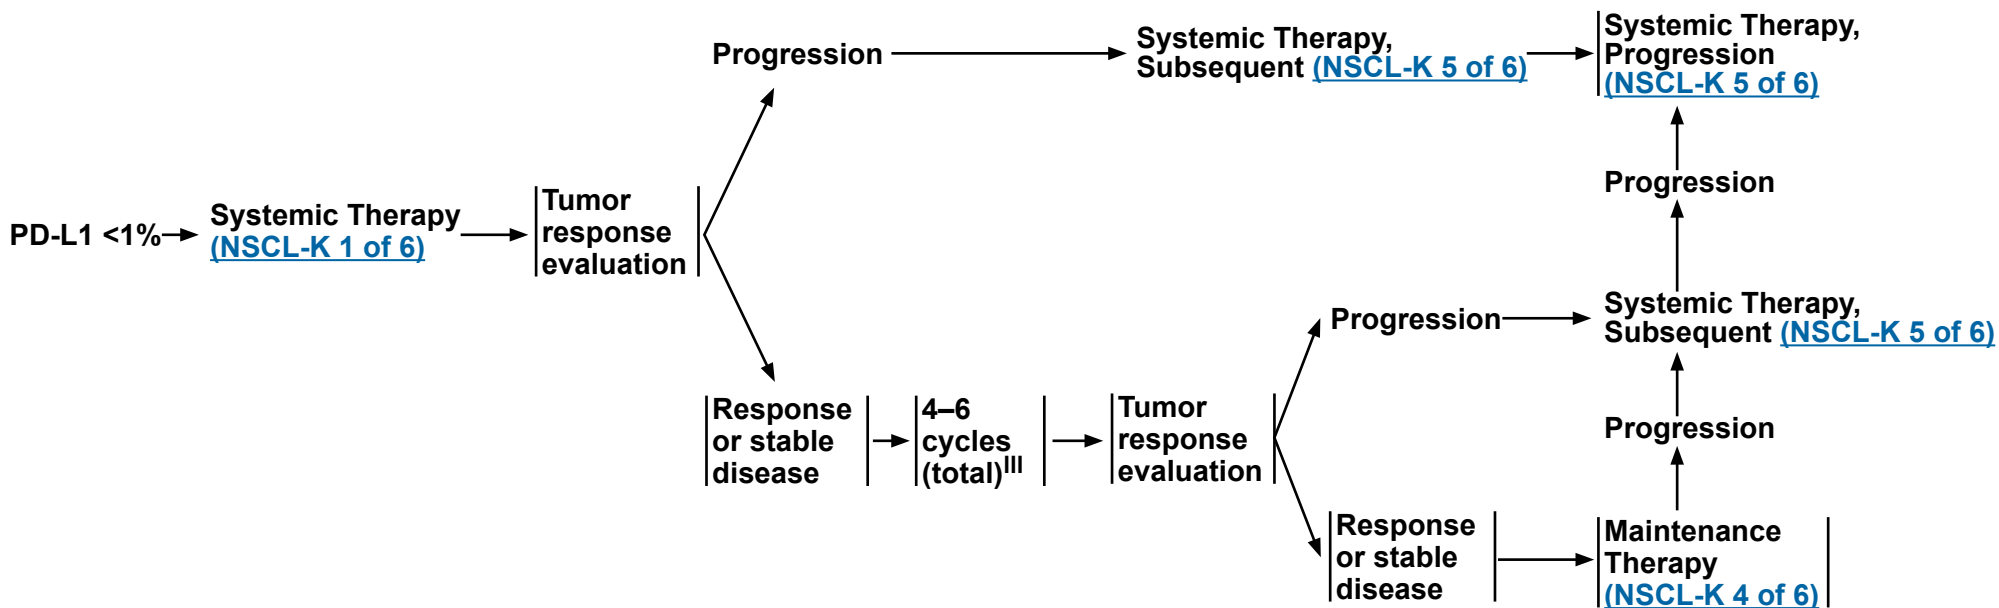 PD-L1 <1%
Systemic Therapy
(NSCL-K 1 of 6)
Tumor
response
evaluation
Progression
Systemic Therapy,
Subsequent (NSCL-K 5 of 6)
Systemic Therapy,
Progression
(NSCL-K 5 of 6)
Response
or stable
disease
4–6
cycles
(total)III
Tumor
response
evaluation
Progression
Systemic Therapy,
Subsequent (NSCL-K 5 of 6)
Progression
Response
or stable
disease
Maintenance
Therapy
(NSCL-K 4 of 6)
Progression